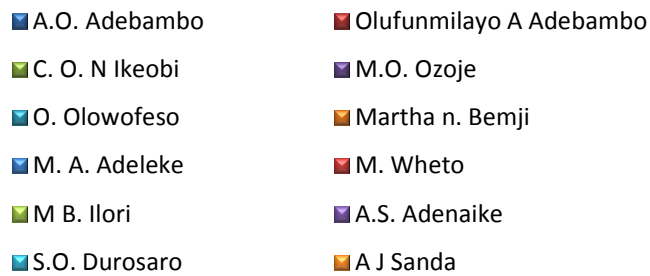 A.O. Adebambo Olufunmilayo A Adebambo
C. O. N Ikeobi M.O. Ozoje
O. Olowofeso Martha n. Bemji
M. A. Adeleke M. Wheto
M B. Ilori A.S. Adenaike
S.O. Durosaro A J Sanda